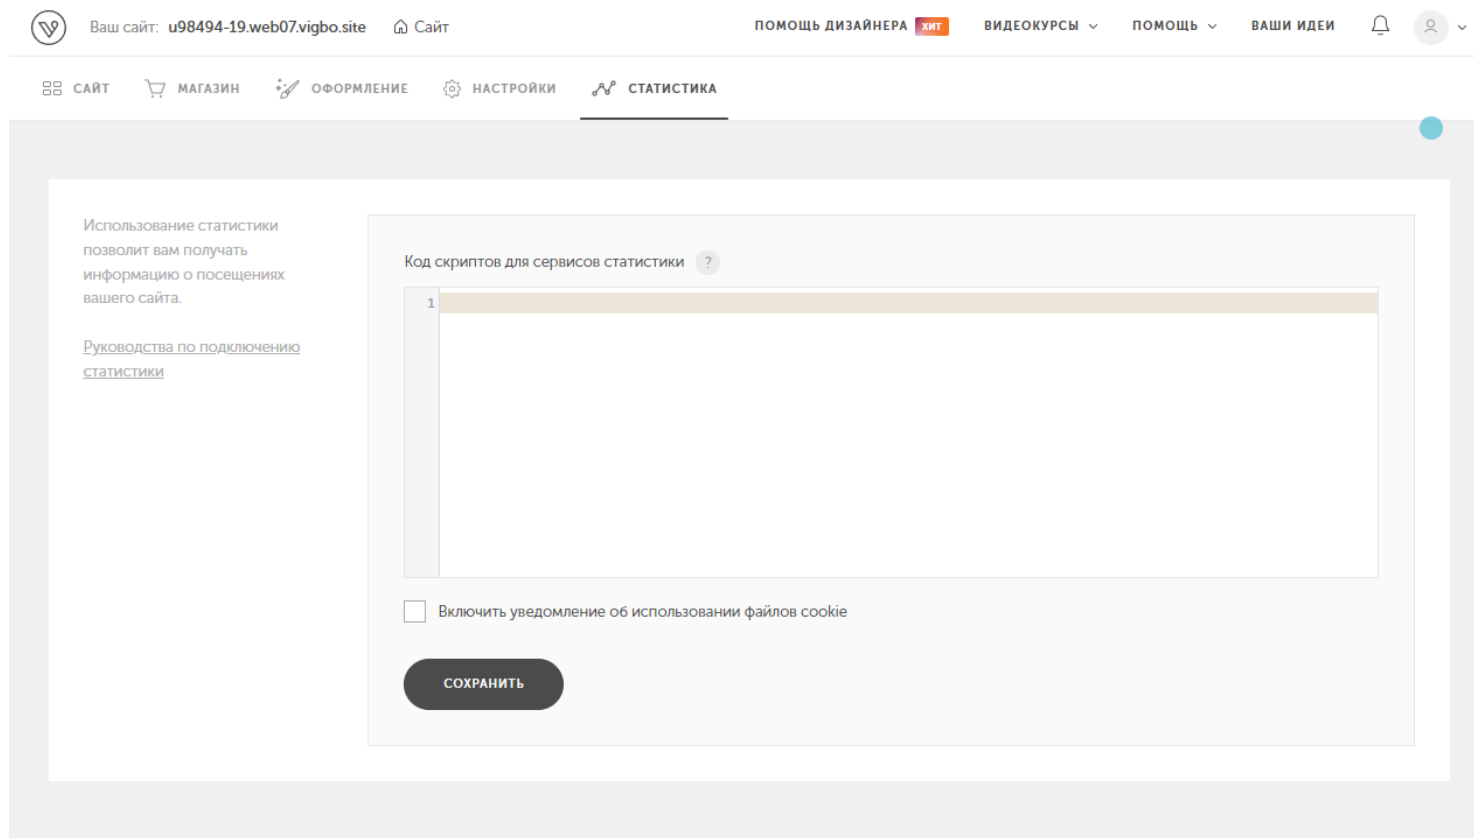 Ваш сайт: u98494-19.web07.vigbo.site Сайт ПОМОЩЬ ДИЗАЙНЕРА ХИТ ВИДЕОКУРСЫ ПОМОЩЬ ВАШИ ИДЕИ
САЙТ МАГАЗИН ОФОРМЛЕНИЕ НАСТРОЙКИ СТАТИСТИКА
Использование статистики
позволит вам получать
информацию о посещениях
вашего сайта.
Руководства по подключению
статистики
Код скриптов для сервисов статистики ?
1
Включить уведомление об использовании файлов cookie
СОХРАНИТЬ